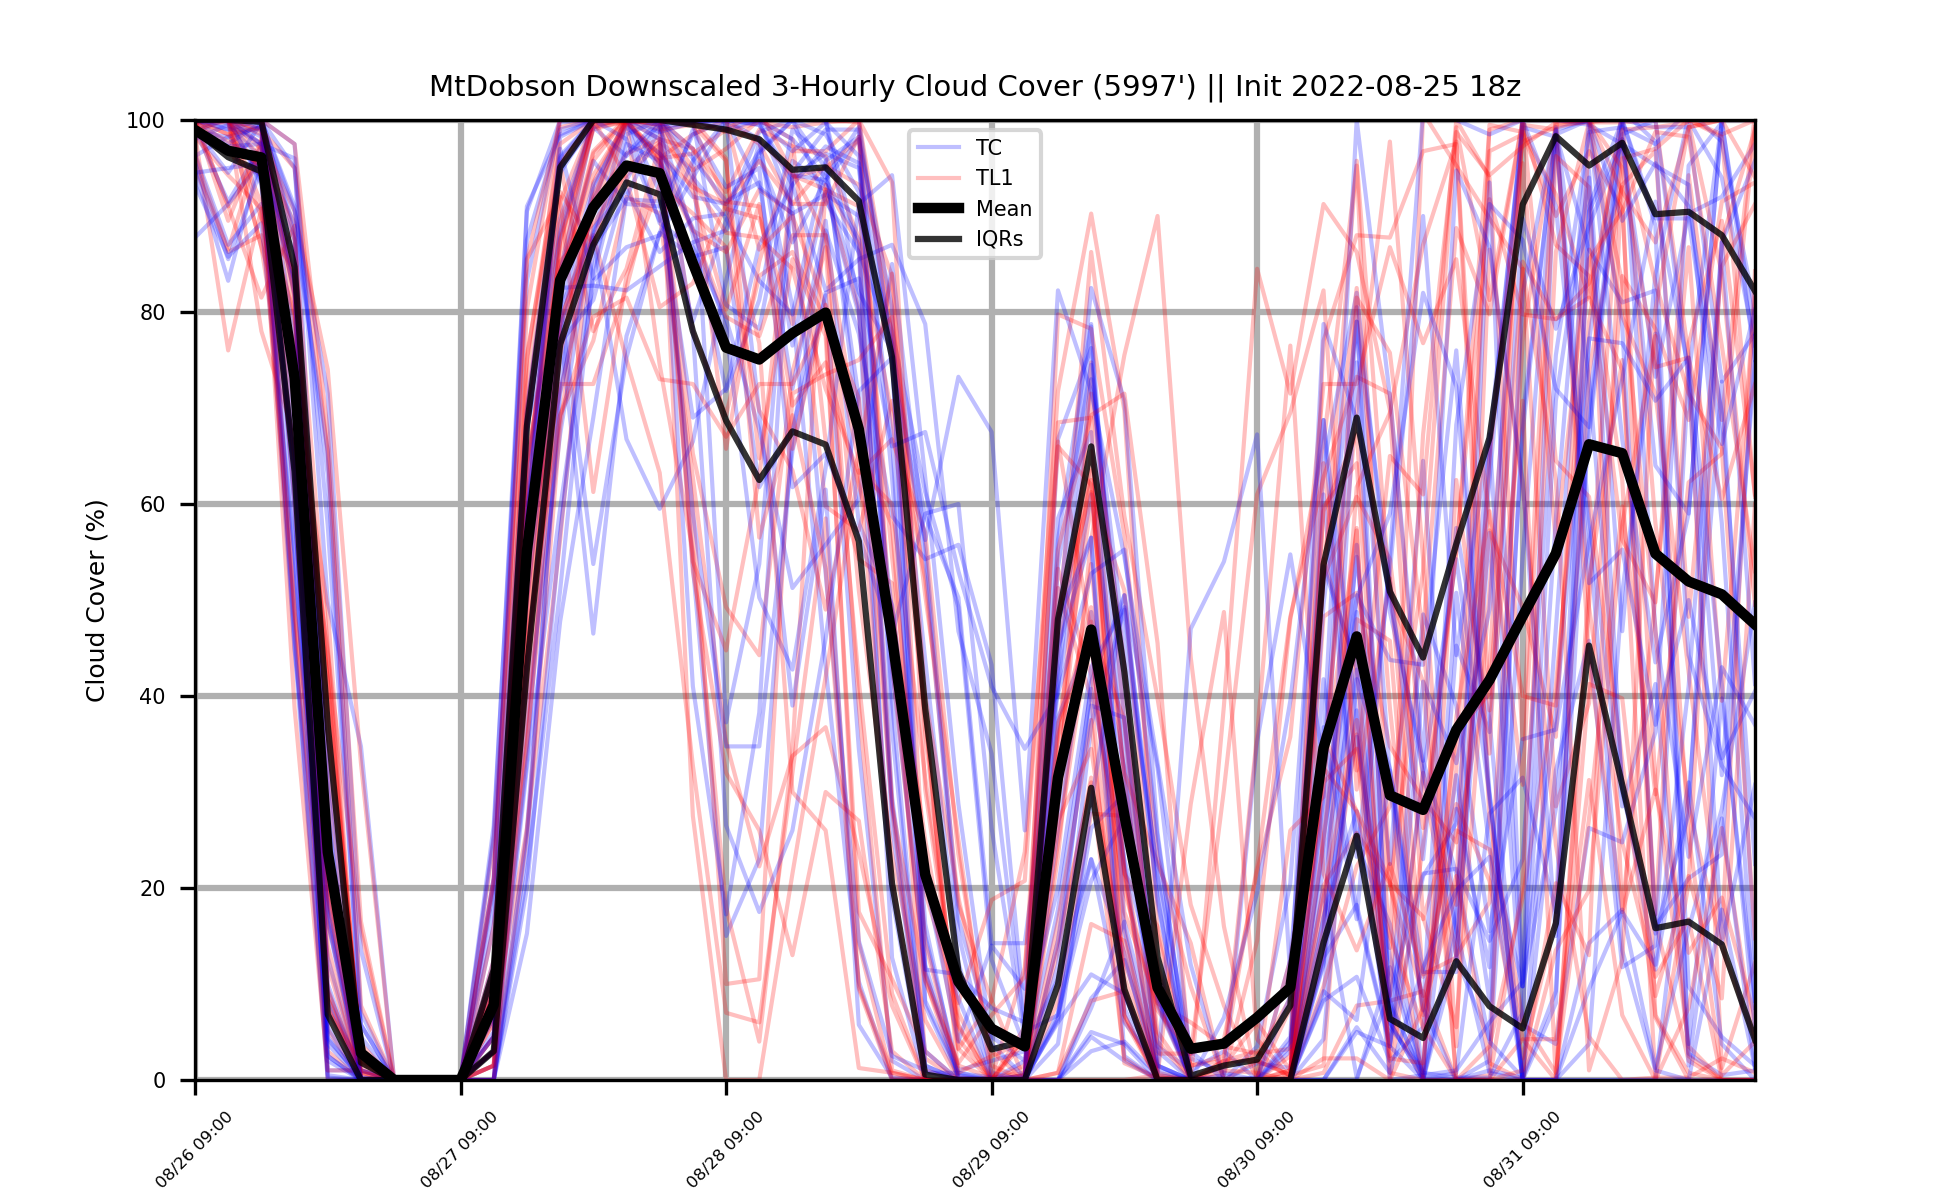 MtDobson Downscaled 3-Hourly Cloud Cover (5997') || Init 2022-08-25 18z
Cloud Cover (%)
100
80
60
40
20
0
TC
TL1
Mean
IQRs
08/26 09:00
08/27 09:00
08/28 09:00
08/29 09:00
08/30 09:00
08/31 09:00